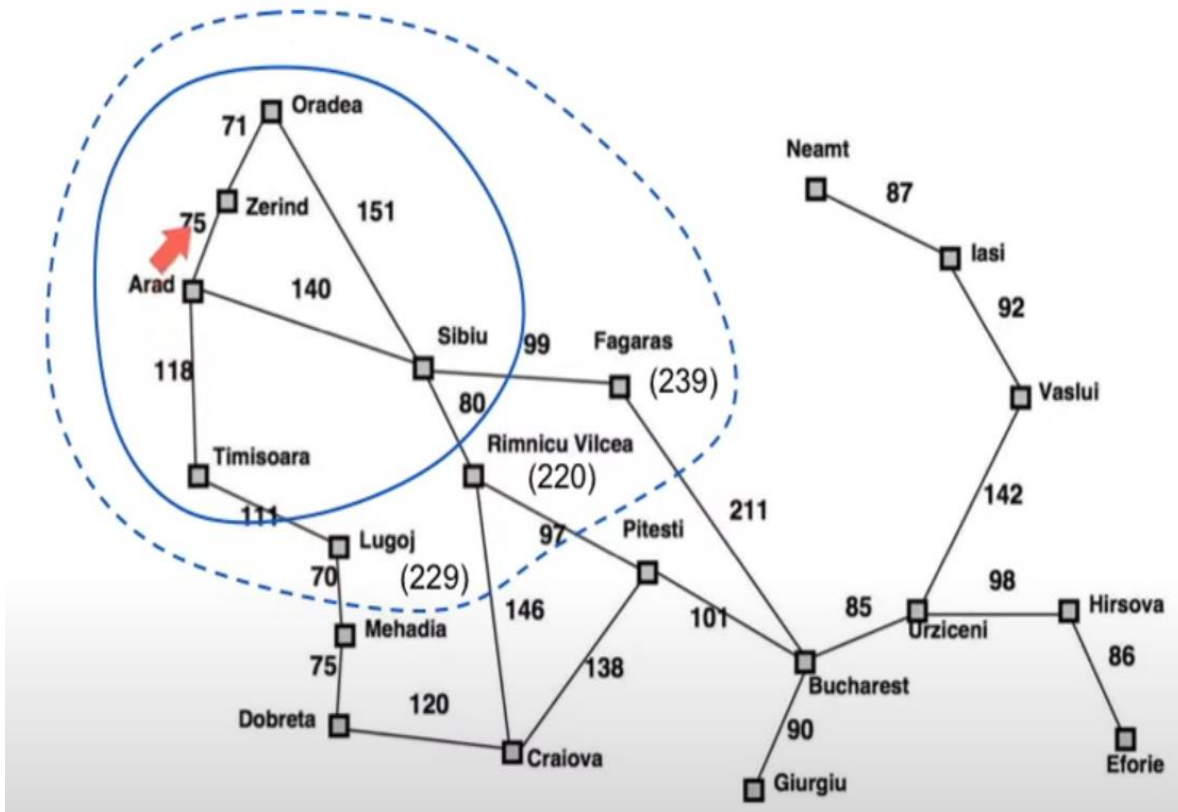 Oradea
71
Neamt
87
Zerind
151
75
Iasi
Arad
140
92
Sibiu
99
Fagaras
118
(239)
Vaslui
80
Rimnicu Vilcea
Timisoara
(220)
142
211
111
97
Pitesti
Lugoj
70
(229)
98
146
101
85
Hirsova
Mehadia
Urziceni
86
75
138
Bucharest
120
Dobreta
90
Craiova
Eforie
Giurgiu